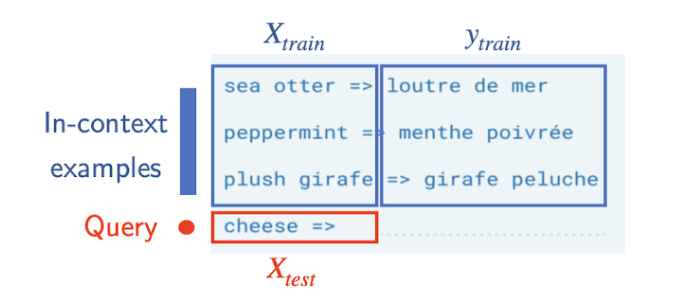 X_train y_train
sea otter => loutre de mer
In-context
examples
peppermint => menthe poivrée
plush girafe => girafe peluche
Query
cheese =>
X_test